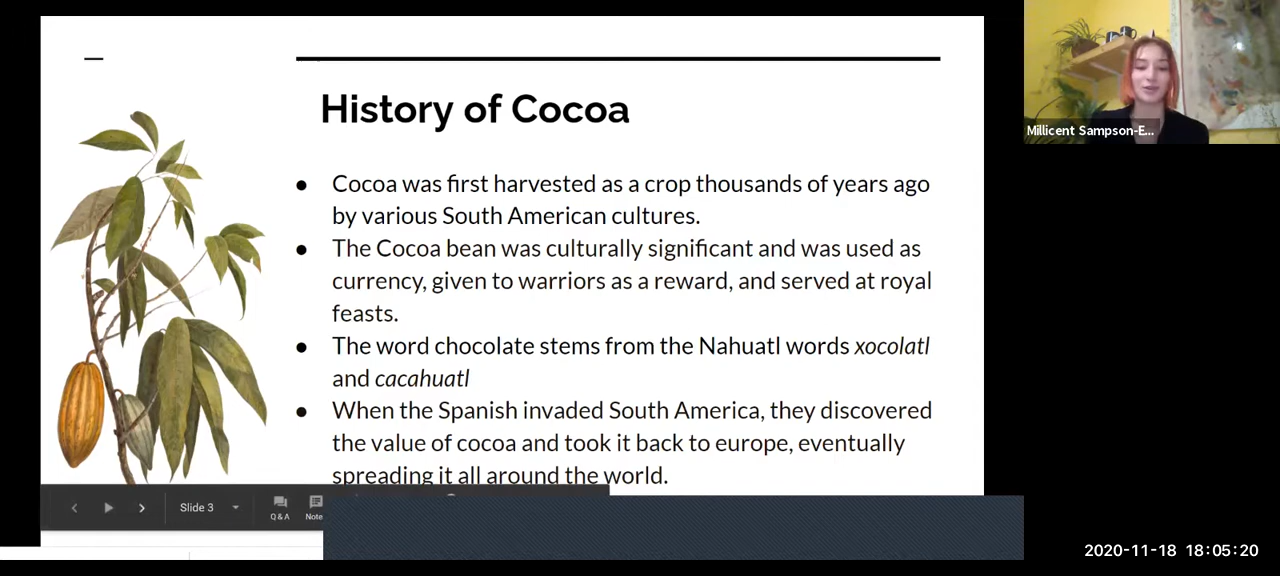 History of Cocoa
● Cocoa was first harvested as a crop thousands of years ago
by various South American cultures.
● The Cocoa bean was culturally significant and was used as
currency, given to warriors as a reward, and served at royal
feasts.
● The word chocolate stems from the Nahuatl words xocolatl
and cacahuatl
● When the Spanish invaded South America, they discovered
the value of cocoa and took it back to europe, eventually
spreading it all around the world.
Slide 3
Q & A
Note
Millicent Sampson-E...
2020-11-18 18:05:20